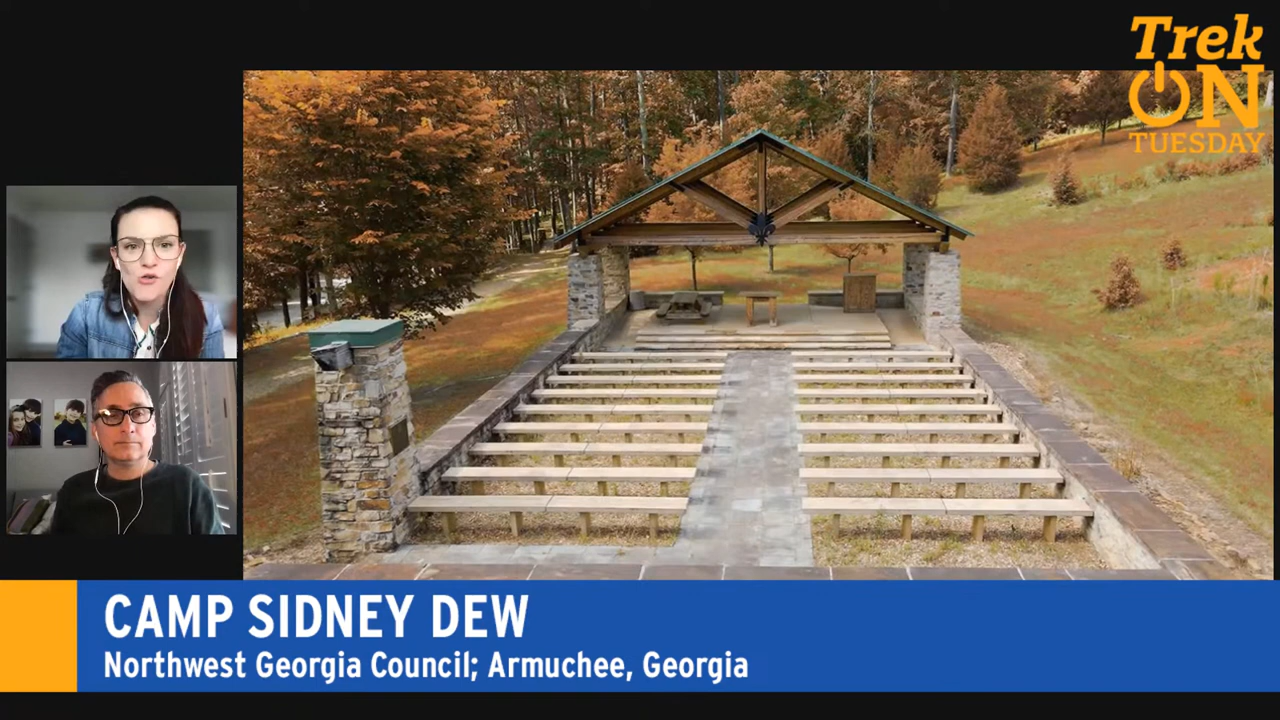 Trek
ON
TUESDAY
CAMP SIDNEY DEW
Northwest Georgia Council; Armuchee, Georgia